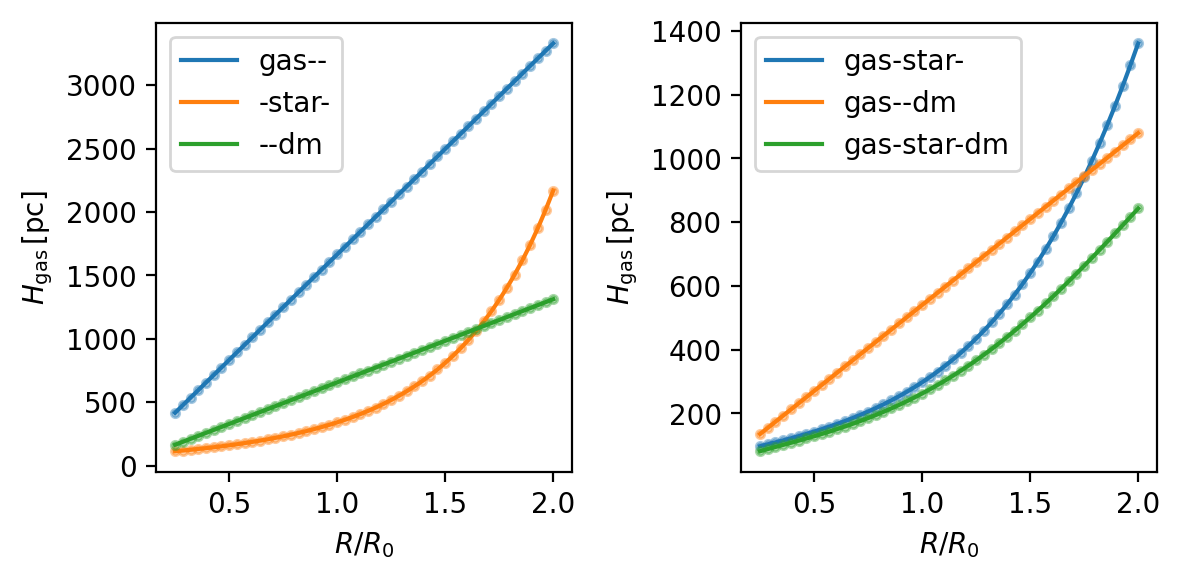 3000
2500
2000
1500
1000
500
0
H_gas [pc]
gas--
-star-
--dm
0.5 1.0 1.5 2.0
R/R_0
1400
1200
1000
800
600
400
200
H_gas [pc]
gas-star-
gas--dm
gas-star-dm
0.5 1.0 1.5 2.0
R/R_0